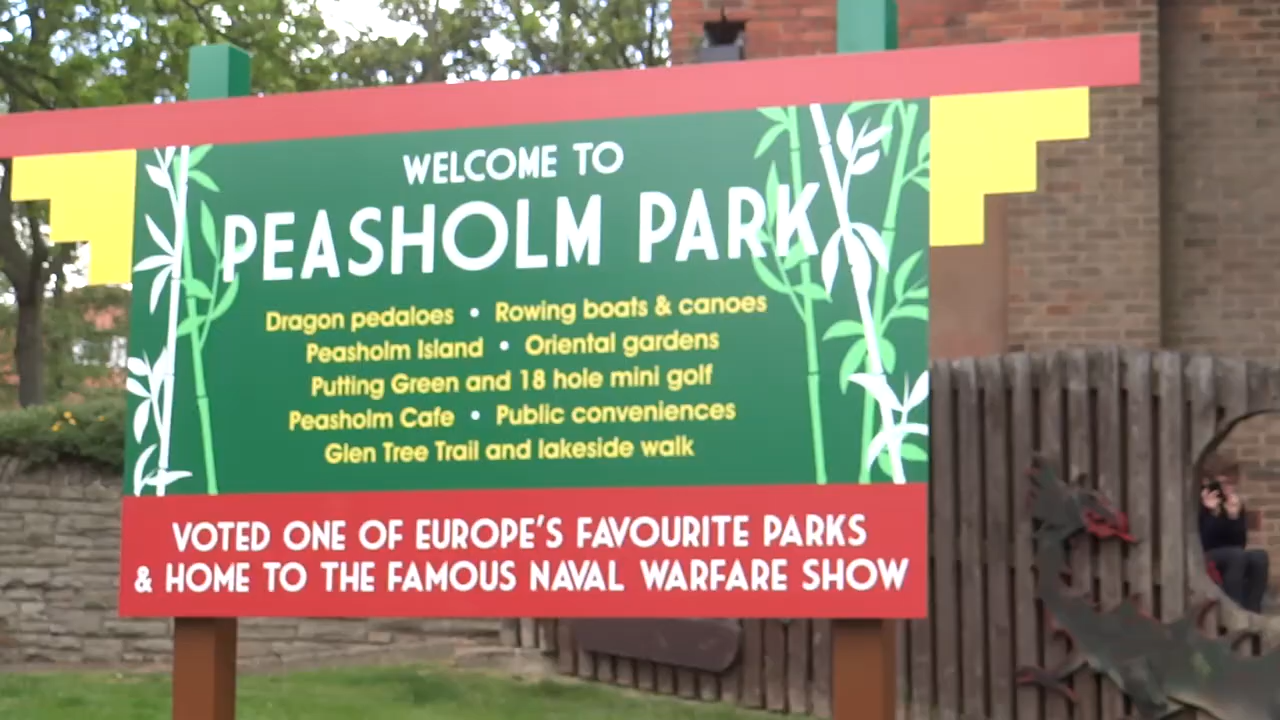 WELCOME TO
PEASHOLM PARK
Dragon pedaloes • Rowing boats & canoes
Peasholm Island • Oriental gardens
Putting Green and 18 hole mini golf
Peasholm Cafe • Public conveniences
Glen Tree Trail and lakeside walk
VOTED ONE OF EUROPE'S FAVOURITE PARKS
& HOME TO THE FAMOUS NAVAL WARFARE SHOW